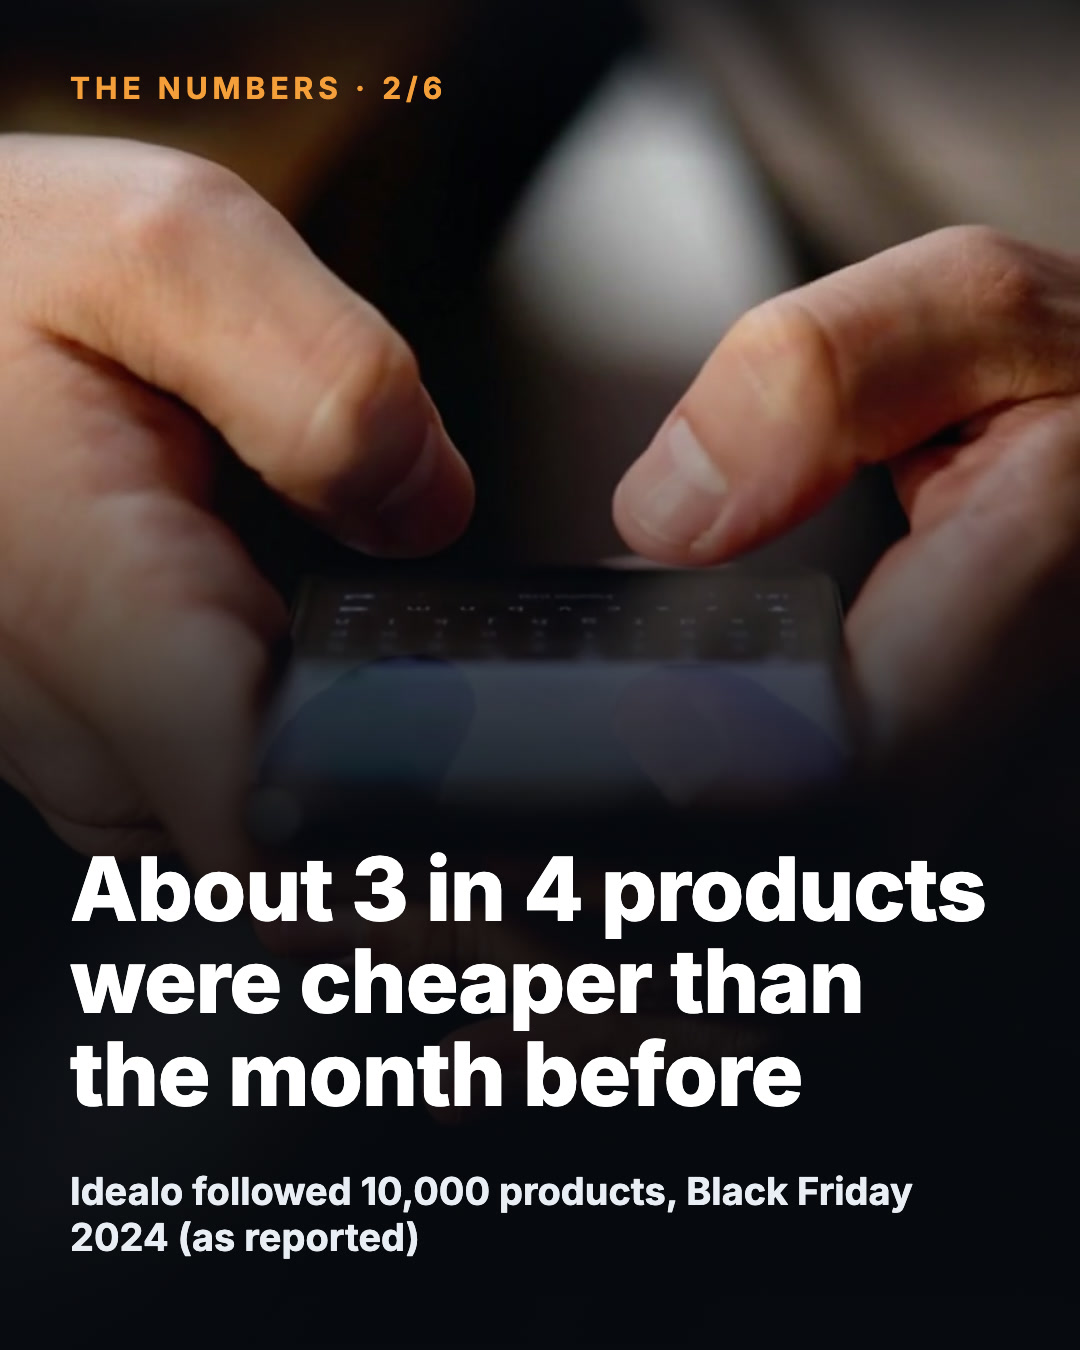 THE NUMBERS · 2/6
About 3 in 4 products
were cheaper than
the month before
Idealo followed 10,000 products, Black Friday
2024 (as reported)